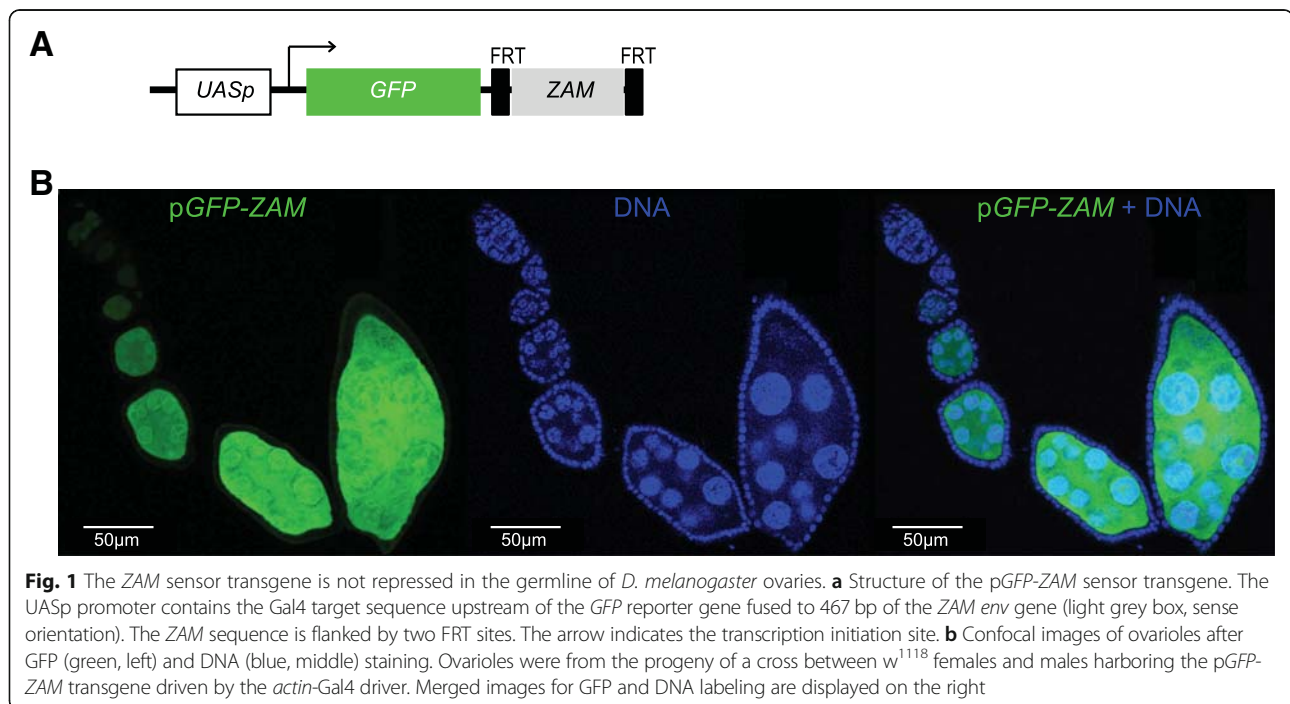 A
FRT FRT
UASp GFP ZAM
B
pGFP-ZAM DNA pGFP-ZAM + DNA
50µm 50µm 50µm
Fig. 1 The ZAM sensor transgene is not repressed in the germline of D. melanogaster ovaries. a Structure of the pGFP-ZAM sensor transgene. The
UASp promoter contains the Gal4 target sequence upstream of the GFP reporter gene fused to 467 bp of the ZAM env gene (light grey box, sense
orientation). The ZAM sequence is flanked by two FRT sites. The arrow indicates the transcription initiation site. b Confocal images of ovarioles after
GFP (green, left) and DNA (blue, middle) staining. Ovarioles were from the progeny of a cross between w1118 females and males harboring the pGFP-
ZAM transgene driven by the actin-Gal4 driver. Merged images for GFP and DNA labeling are displayed on the right